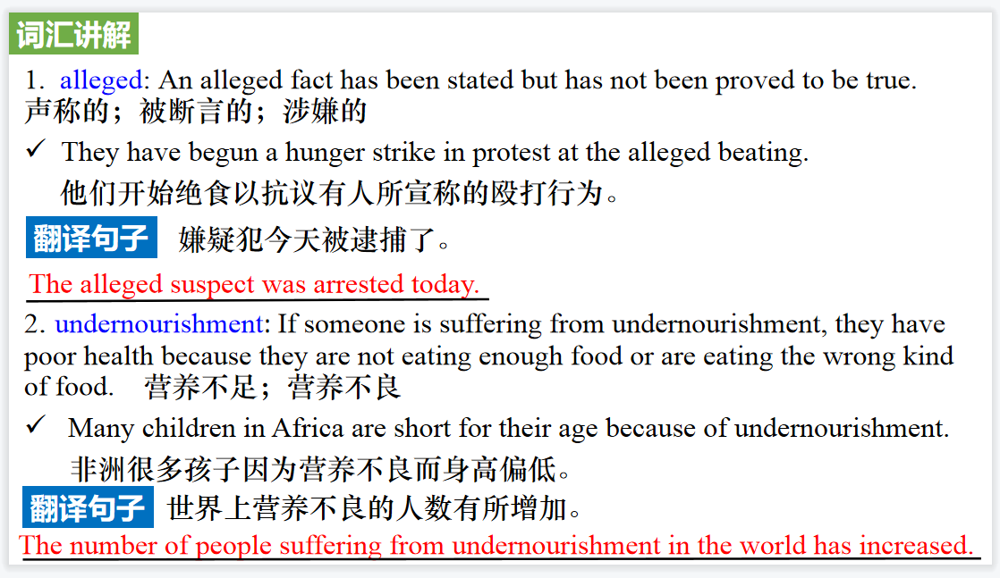 词汇讲解
1. alleged: An alleged fact has been stated but has not been proved to be true.
声称的；被断言的；涉嫌的
✓ They have begun a hunger strike in protest at the alleged beating.
他们开始绝食以抗议有人所宣称的殴打行为。
翻译句子 嫌疑犯今天被逮捕了。
The alleged suspect was arrested today.
2. undernourishment: If someone is suffering from undernourishment, they have
poor health because they are not eating enough food or are eating the wrong kind
of food. 营养不足；营养不良
✓ Many children in Africa are short for their age because of undernourishment.
非洲很多孩子因为营养不良而身高偏低。
翻译句子 世界上营养不良的人数有所增加。
The number of people suffering from undernourishment in the world has increased.